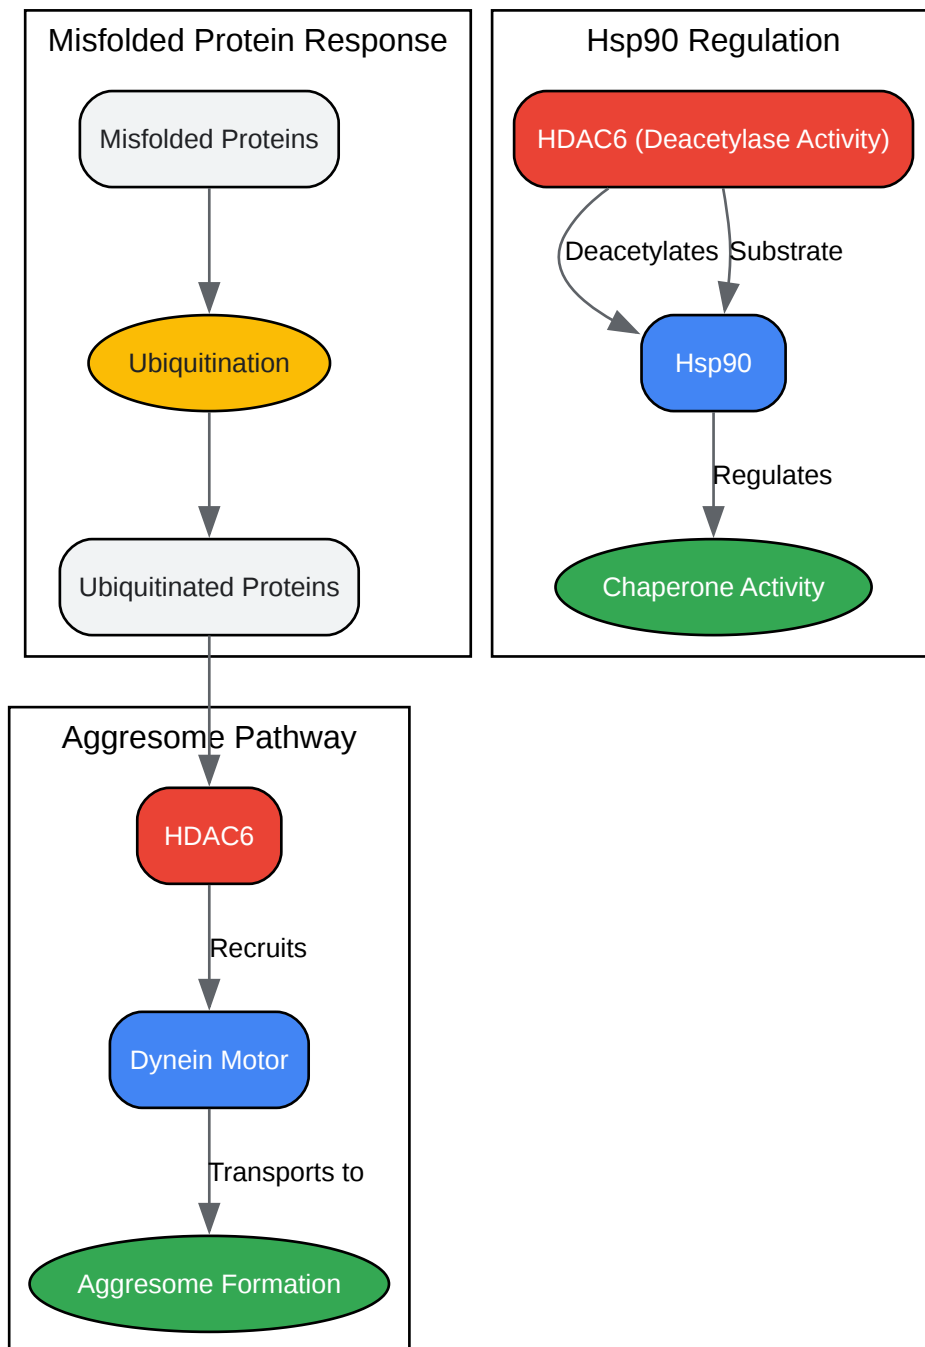 Misfolded Protein Response
Misfolded Proteins
Ubiquitination
Ubiquitinated Proteins
Hsp90 Regulation
HDAC6 (Deacetylase Activity)
Deacetylates
Substrate
Hsp90
Regulates
Chaperone Activity
Aggresome Pathway
HDAC6
Recruits
Dynein Motor
Transports to
Aggresome Formation